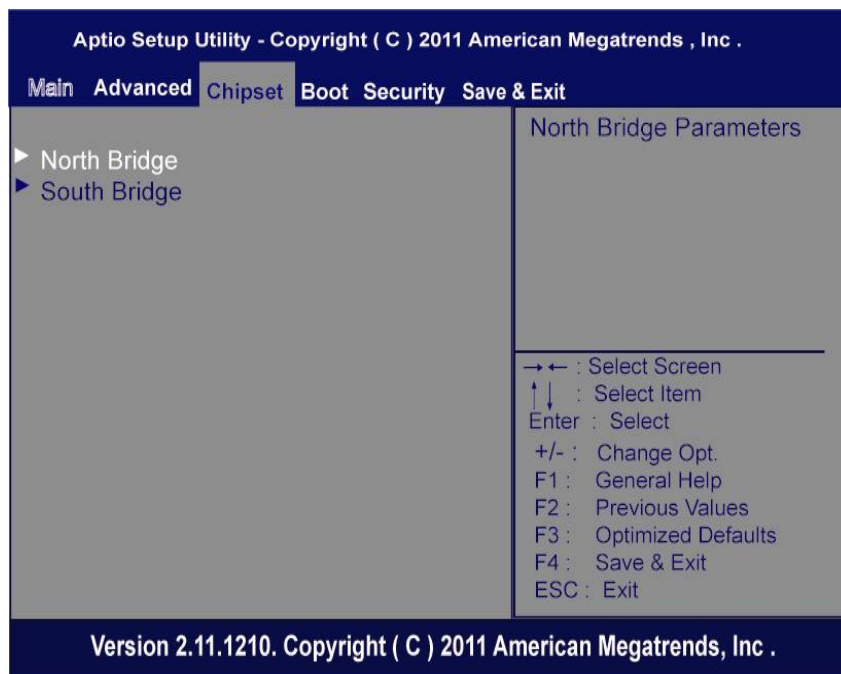 Aptio Setup Utility - Copyright ( C ) 2011 American Megatrends , Inc .
Main Advanced Chipset Boot Security Save & Exit
North Bridge
South Bridge
North Bridge Parameters
→← : Select Screen
↑↓ : Select Item
Enter : Select
+/- : Change Opt.
F1 : General Help
F2 : Previous Values
F3 : Optimized Defaults
F4 : Save & Exit
ESC : Exit
Version 2.11.1210. Copyright ( C ) 2011 American Megatrends, Inc .